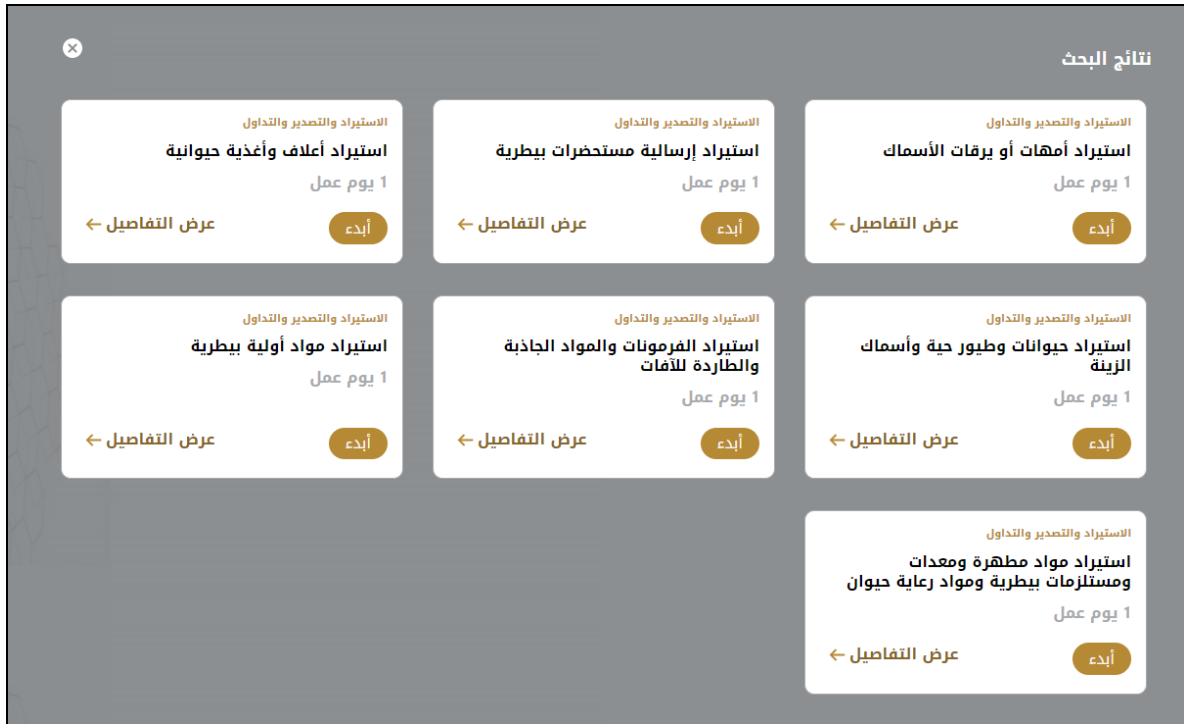 نتائج البحث
الاستيراد والتصدير والتداول
استيراد أمهات أو يرقات الأسماك
1 يوم عمل
أبدء
عرض التفاصيل
الاستيراد والتصدير والتداول
استيراد إرسالية مستحضرات بيطرية
1 يوم عمل
أبدء
عرض التفاصيل
الاستيراد والتصدير والتداول
استيراد أعلاف وأغذية حيوانية
1 يوم عمل
أبدء
عرض التفاصيل
الاستيراد والتصدير والتداول
استيراد حيوانات وطيور حية وأسماك
الزينة
1 يوم عمل
أبدء
عرض التفاصيل
الاستيراد والتصدير والتداول
استيراد الفرمونات والمواد الجاذبة
والطاردة للآفات
1 يوم عمل
أبدء
عرض التفاصيل
الاستيراد والتصدير والتداول
استيراد مواد أولية بيطرية
1 يوم عمل
أبدء
عرض التفاصيل
الاستيراد والتصدير والتداول
استيراد مواد مطهرة ومعدات
ومستلزمات بيطرية ومواد رعاية حيوان
1 يوم عمل
أبدء
عرض التفاصيل